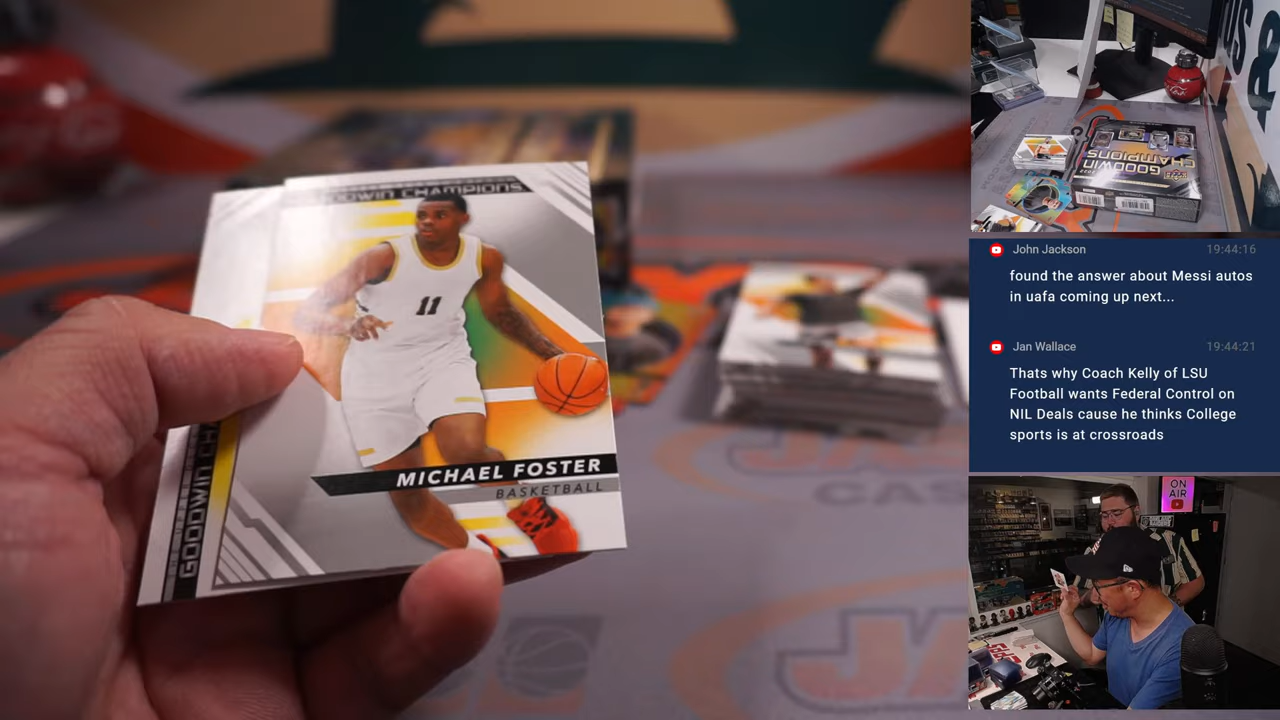 GOODWIN CHAMPIONS
11
MICHAEL FOSTER
BASKETBALL
GOODWIN CH
GOODWIN
CHAMPIONS
US &
John Jackson 19:44:16
found the answer about Messi autos
in uafa coming up next...
Jan Wallace 19:44:21
Thats why Coach Kelly of LSU
Football wants Federal Control on
NIL Deals cause he thinks College
sports is at crossroads
ON
AIR